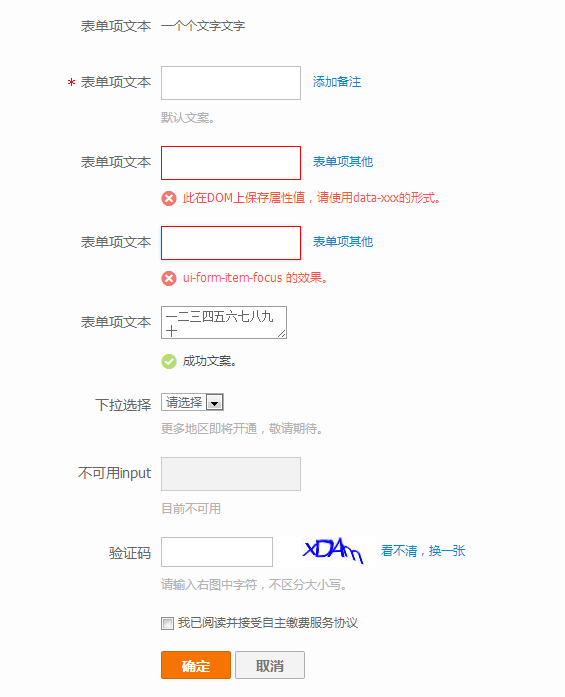 表单项文本 一个个文字文字
* 表单项文本 添加备注
默认文案。
表单项文本 表单项其他
此在DOM上保存属性值，请使用data-xxx的形式。
表单项文本 表单项其他
ui-form-item-focus 的效果。
表单项文本 一二三四五六七八九
十
成功文案。
下拉选择 请选择
更多地区即将开通，敬请期待。
不可用input
目前不可用
验证码 XDAm 看不清，换一张
请输入右图中字符，不区分大小写。
我已阅读并接受自主缴费服务协议
确定 取消